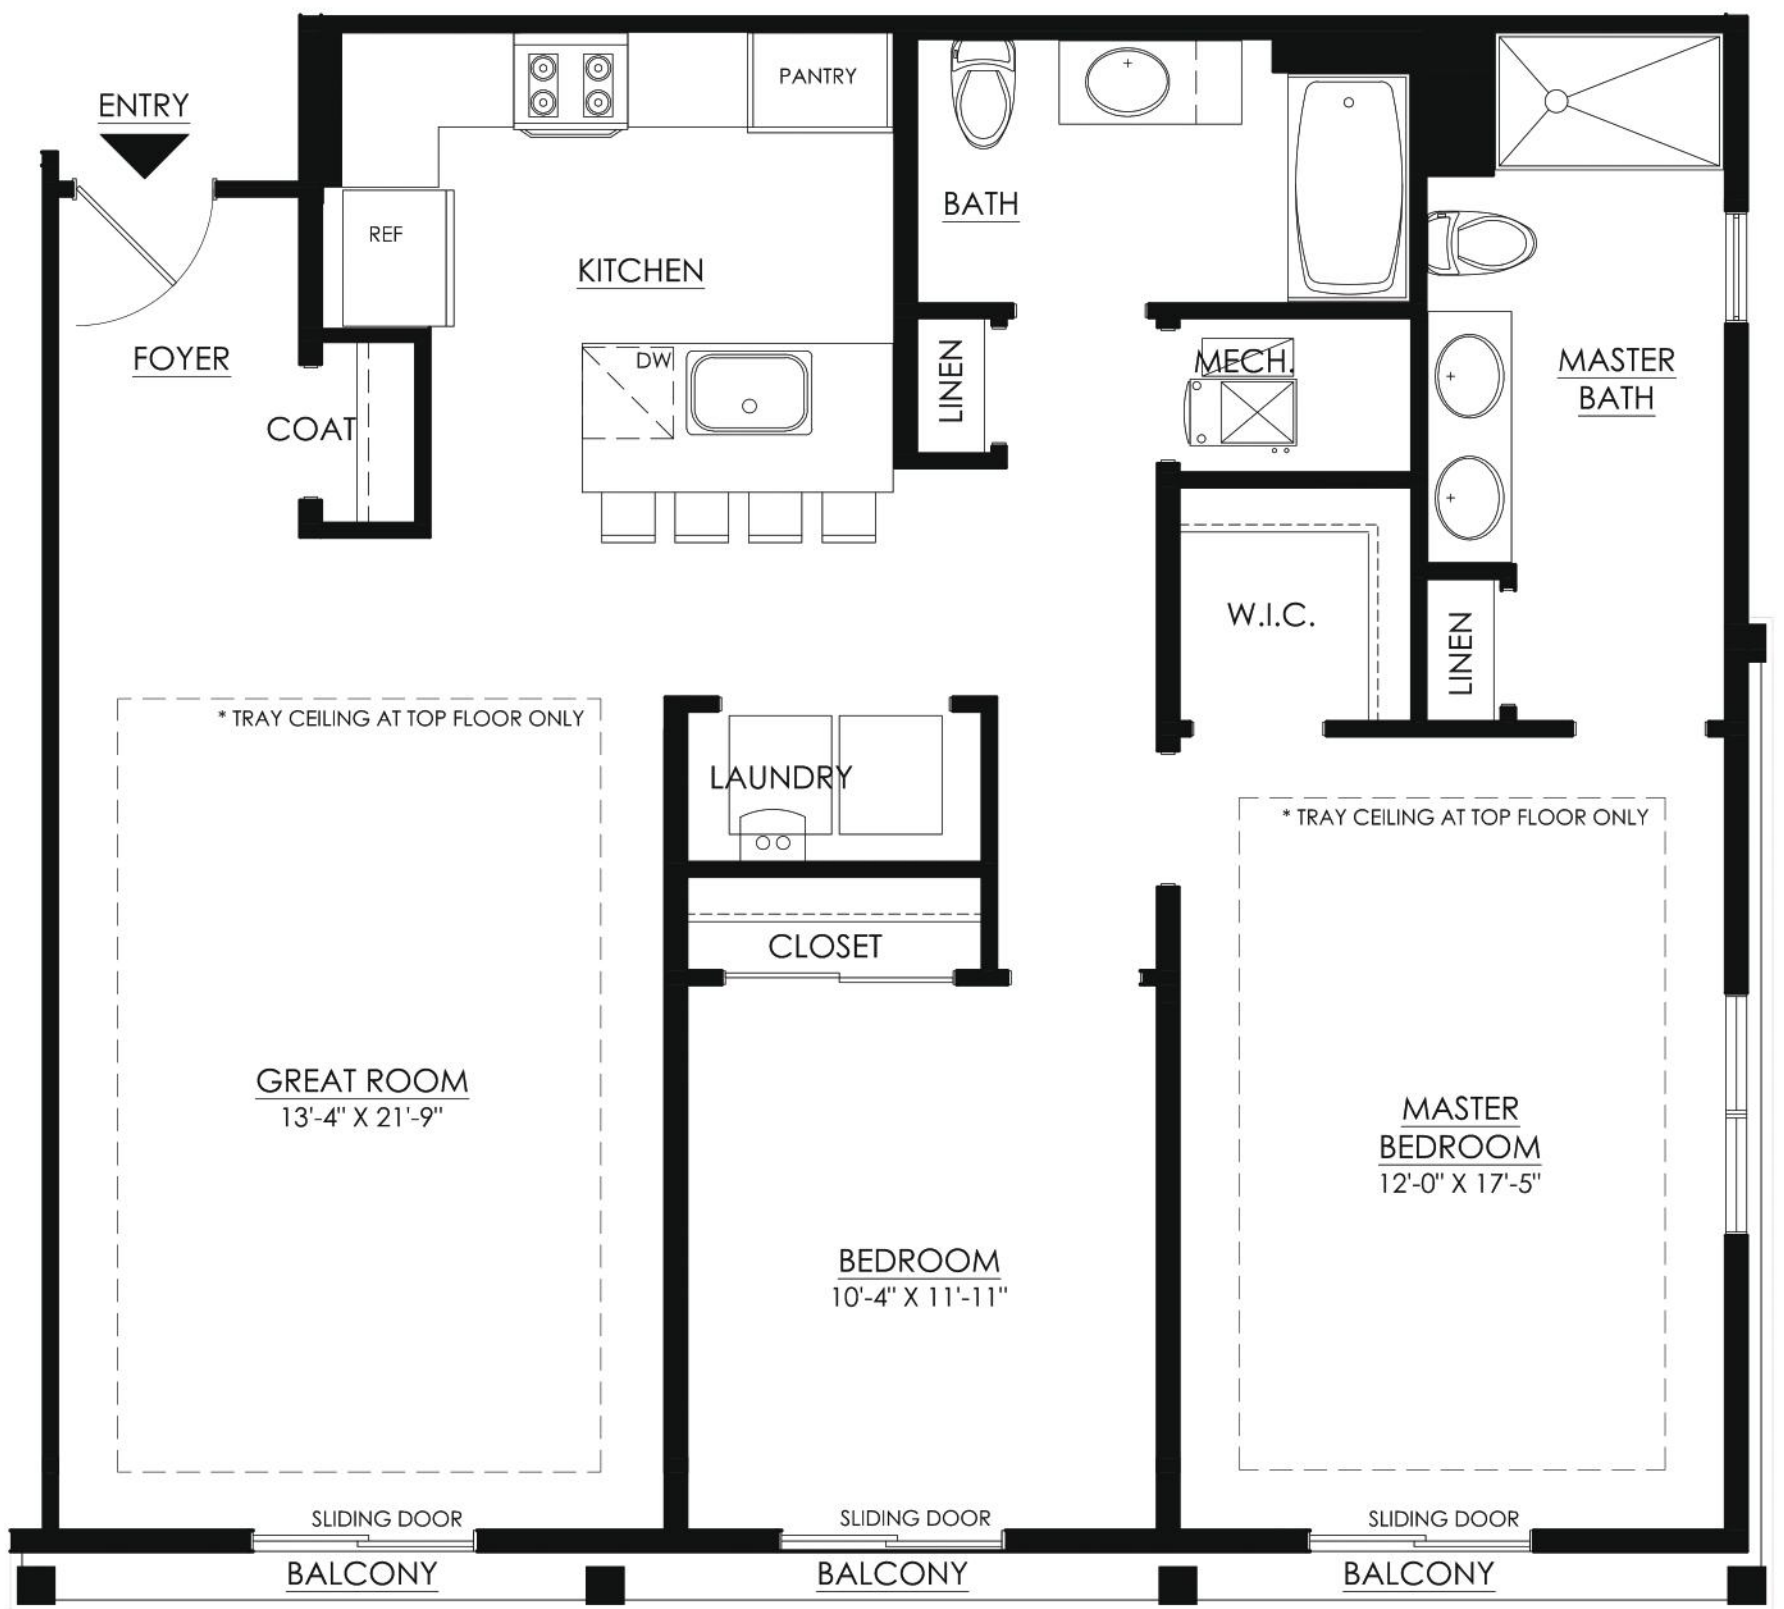 ENTRY
PANTRY
BATH
REF
KITCHEN
FOYER
DW
LINEN
MECH.
MASTER
BATH
COAT
W.I.C.
LINEN
* TRAY CEILING AT TOP FLOOR ONLY
LAUNDRY
* TRAY CEILING AT TOP FLOOR ONLY
CLOSET
GREAT ROOM
13'-4" X 21'-9"
MASTER
BEDROOM
12'-0" X 17'-5"
BEDROOM
10'-4" X 11'-11"
SLIDING DOOR
SLIDING DOOR
SLIDING DOOR
BALCONY
BALCONY
BALCONY